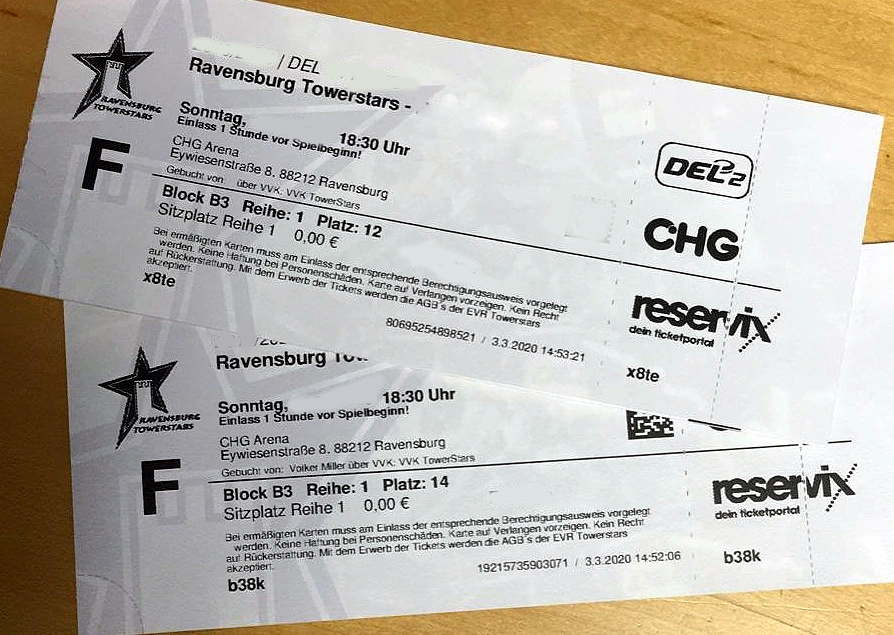 / DEL
Ravensburg Towerstars -
RAVENSBURG
TOWERSTARS
Sonntag, 18:30 Uhr
Einlass 1 Stunde vor Spielbeginn!
F
CHG Arena
Eywiesenstraße 8. 88212 Ravensburg
Gebucht von: über VVK: VVK TowerStars
Block B3 Reihe: 1 Platz: 12
Sitzplatz Reihe 1 0,00 €
Bei ermäßigten Karten muss am Einlass der entsprechende Berechtigungsausweis vorgelegt
werden. Keine Haftung bei Personenschäden. Karte auf Verlangen vorzeigen. Kein Recht
auf Rückerstattung. Mit dem Erwerb der Tickets werden die AGB´s der EVR Towerstars
akzeptiert.
x8te
80695254898521 / 3.3.2020 14:53:21
DEL2
CHG
reservix
dein ticketportal
x8te
Ravensburg
RAVENSBURG
TOWERSTARS
Sonntag, 18:30 Uhr
Einlass 1 Stunde vor Spielbeginn!
F
CHG Arena
Eywiesenstraße 8. 88212 Ravensburg
Gebucht von: Volker Miller über VVK: VVK TowerStars
Block B3 Reihe: 1 Platz: 14
Sitzplatz Reihe 1 0,00 €
Bei ermäßigten Karten muss am Einlass der entsprechende Berechtigungsausweis vorgelegt
werden. Keine Haftung bei Personenschäden. Karte auf Verlangen vorzeigen. Kein Recht
auf Rückerstattung. Mit dem Erwerb der Tickets werden die AGB´s der EVR Towerstars
akzeptiert.
b38k
19215735903071 / 3.3.2020 14:52:06
reservix
dein ticketportal
b38k